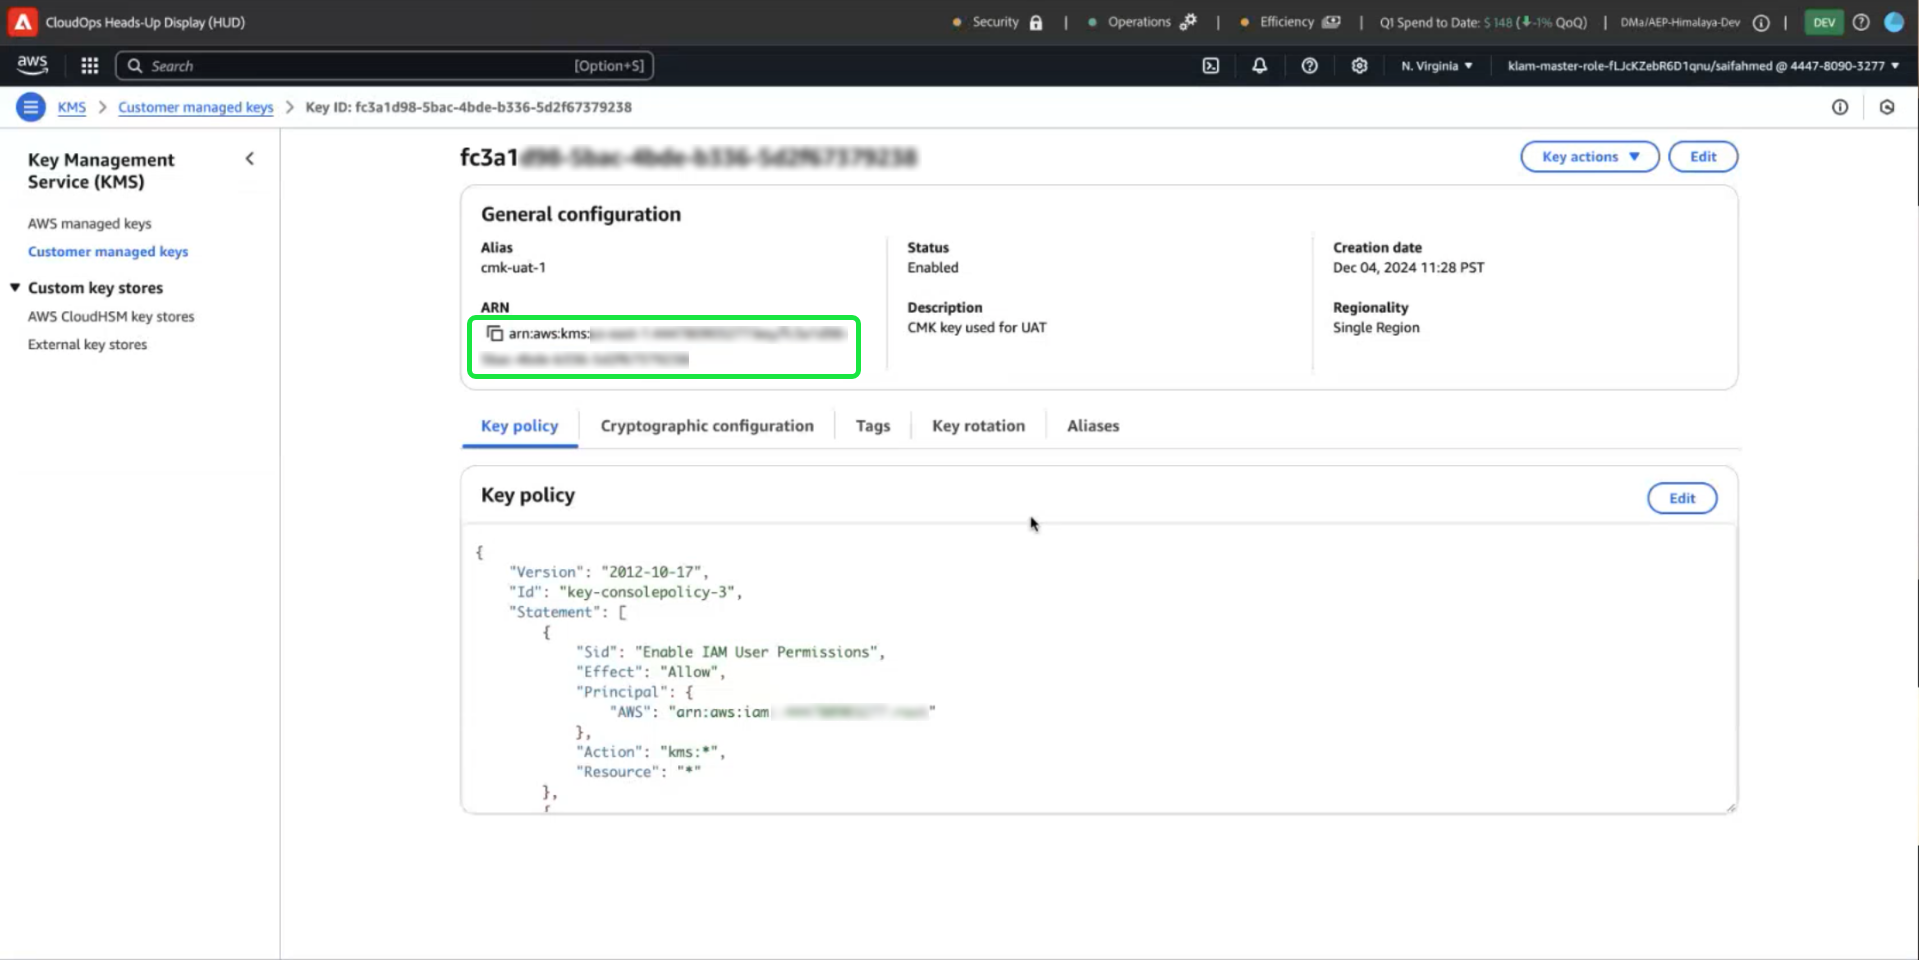 CloudOps Heads-Up Display (HUD)
Security | Operations | Efficiency | Q1 Spend to Date: $ 148 (-1% QoQ) | DMa/AEP-Himalaya-Dev | DEV
aws Search [Option+S] N. Virginia klam-master-role-fLJcKZebR6D1qnu/saifahmed @ 4447-8090-3277
KMS > Customer managed keys > Key ID: fc3a1d98-5bac-4bde-b336-5d2f67379238
Key Management
Service (KMS)
AWS managed keys
Customer managed keys
Custom key stores
AWS CloudHSM key stores
External key stores
fc3a1
Key actions
Edit
General configuration
Alias
cmk-uat-1
ARN
arn:aws:kms:
Status
Enabled
Description
CMK key used for UAT
Creation date
Dec 04, 2024 11:28 PST
Regionality
Single Region
Key policy
Cryptographic configuration
Tags
Key rotation
Aliases
Key policy
Edit
{
"Version": "2012-10-17",
"Id": "key-consolepolicy-3",
"Statement": [
{
"Sid": "Enable IAM User Permissions",
"Effect": "Allow",
"Principal": {
"AWS": "arn:aws:iam "
},
"Action": "kms:*",
"Resource": "*"
},